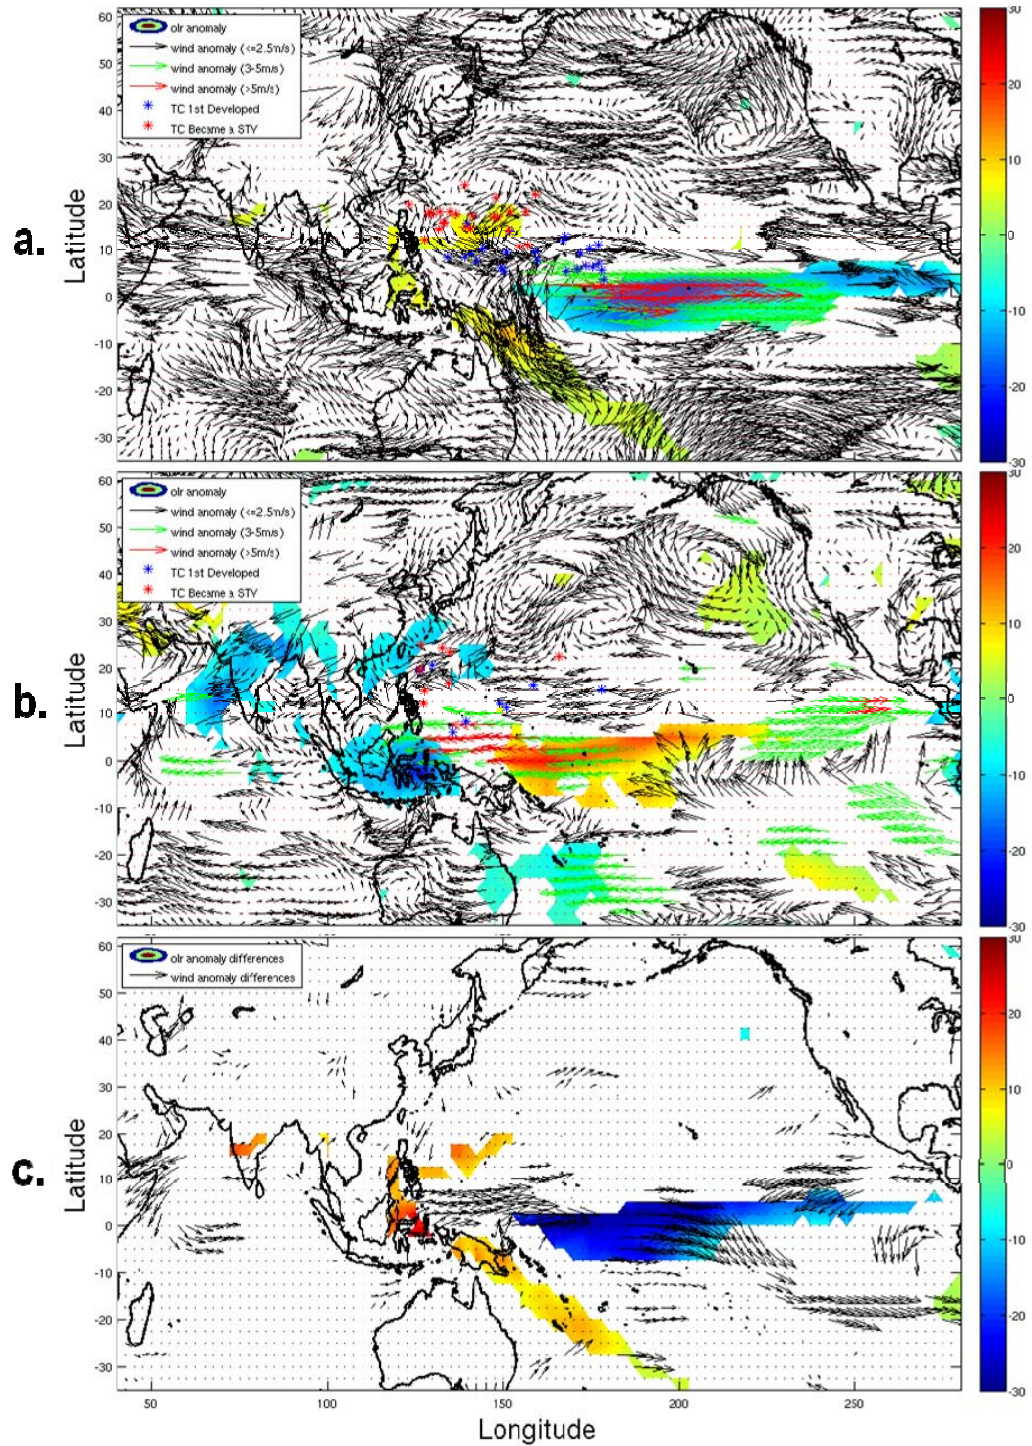 a.
Latitude
60
50
40
30
20
10
0
-10
-20
-30
olr anomaly
wind anomaly (<=2.5m/s)
wind anomaly (3-5m/s)
wind anomaly (>5m/s)
TC 1st Developed
TC Became a STY
30
20
10
0
-10
-20
-30
b.
Latitude
60
50
40
30
20
10
0
-10
-20
-30
olr anomaly
wind anomaly (<=2.5m/s)
wind anomaly (3-5m/s)
wind anomaly (>5m/s)
TC 1st Developed
TC Became a STY
30
20
10
0
-10
-20
-30
c.
Latitude
60
50
40
30
20
10
0
-10
-20
-30
olr anomaly differences
wind anomaly differences
30
20
10
0
-10
-20
-30
50 100 150 200 250
Longitude